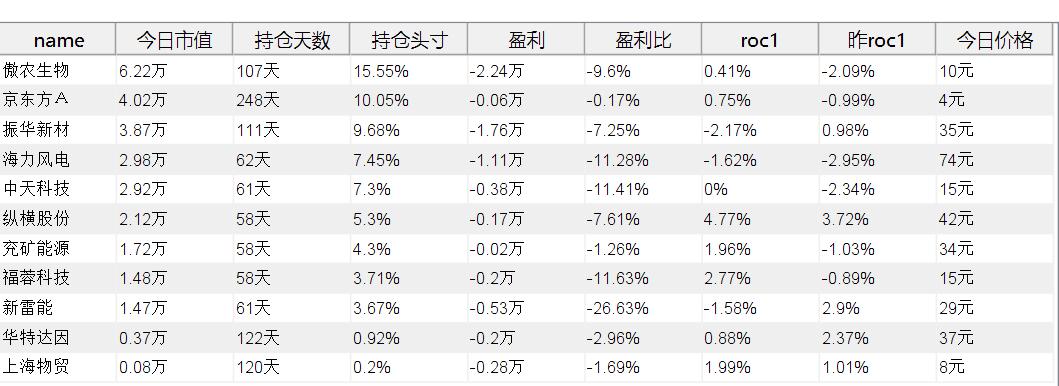 name 今日市值 持仓天数 持仓头寸 盈利 盈利比 roc1 昨roc1 今日价格
傲农生物 6.22万 107天 15.55% -2.24万 -9.6% 0.41% -2.09% 10元
京东方Ａ 4.02万 248天 10.05% -0.06万 -0.17% 0.75% -0.99% 4元
振华新材 3.87万 111天 9.68% -1.76万 -7.25% -2.17% 0.98% 35元
海力风电 2.98万 62天 7.45% -1.11万 -11.28% -1.62% -2.95% 74元
中天科技 2.92万 61天 7.3% -0.38万 -11.41% 0% -2.34% 15元
纵横股份 2.12万 58天 5.3% -0.17万 -7.61% 4.77% 3.72% 42元
兖矿能源 1.72万 58天 4.3% -0.02万 -1.26% 1.96% -1.03% 34元
福蓉科技 1.48万 58天 3.71% -0.2万 -11.63% 2.77% -0.89% 15元
新雷能 1.47万 61天 3.67% -0.53万 -26.63% -1.58% 2.9% 29元
华特达因 0.37万 122天 0.92% -0.2万 -2.96% 0.88% 2.37% 37元
上海物贸 0.08万 120天 0.2% -0.28万 -1.69% 1.99% 1.01% 8元